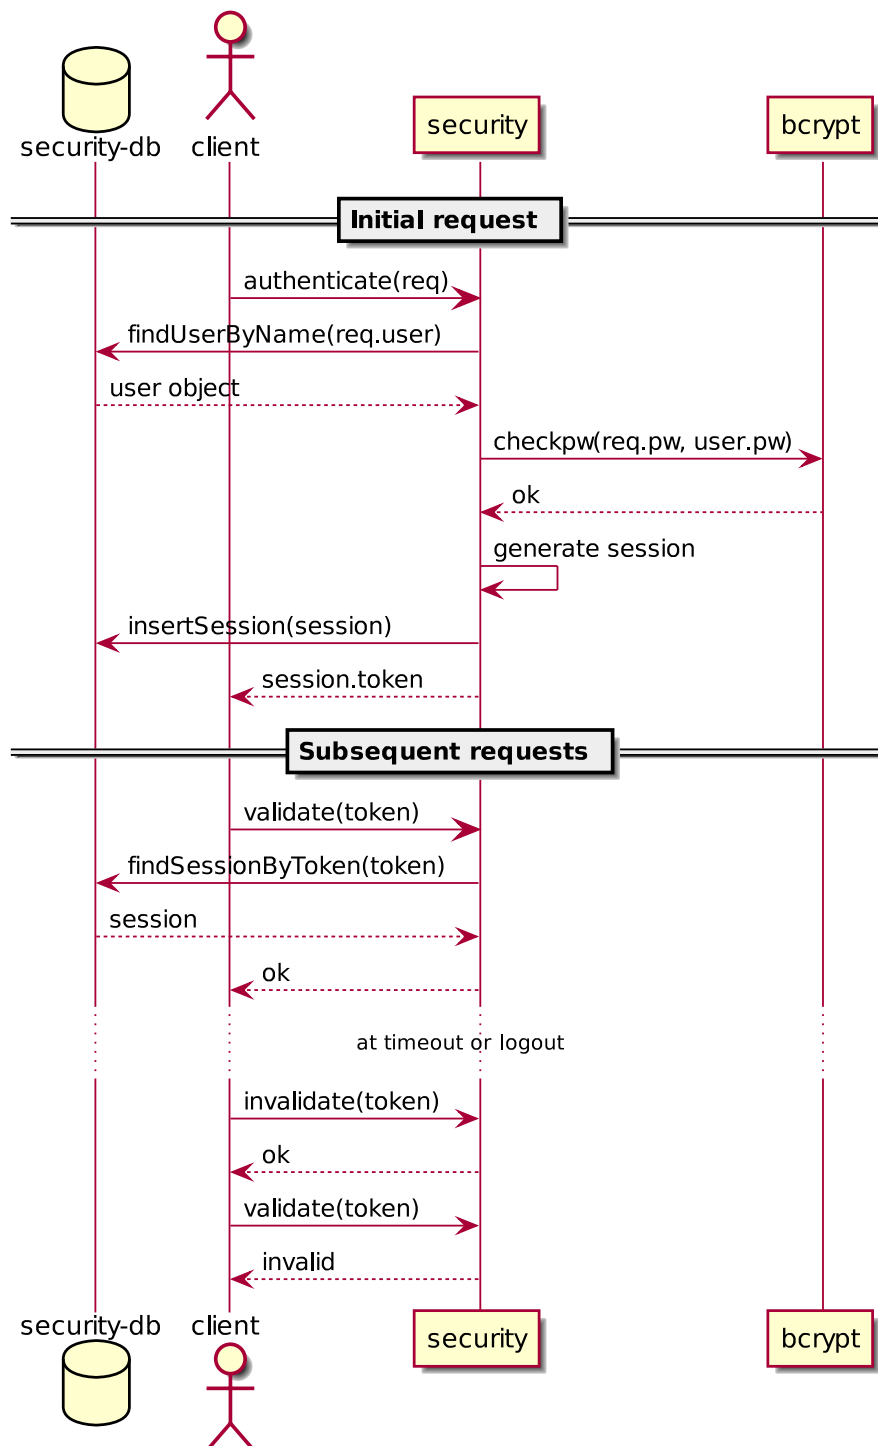 security-db
client
security
bcrypt
Initial request
authenticate(req)
findUserByName(req.user)
user object
checkpw(req.pw, user.pw)
ok
generate session
insertSession(session)
session.token
Subsequent requests
validate(token)
findSessionByToken(token)
session
ok
at timeout or logout
invalidate(token)
ok
validate(token)
invalid
security-db
client
security
bcrypt